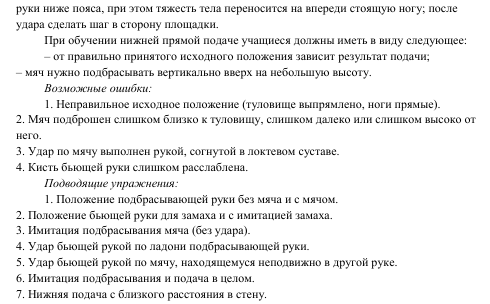 руки ниже пояса, при этом тяжесть тела переносится на впереди стоящую ногу; после
удара сделать шаг в сторону площадки.
При обучении нижней прямой подаче учащиеся должны иметь в виду следующее:
– от правильно принятого исходного положения зависит результат подачи;
– мяч нужно подбрасывать вертикально вверх на небольшую высоту.
Возможные ошибки:
1. Неправильное исходное положение (туловище выпрямлено, ноги прямые).
2. Мяч подброшен слишком близко к туловищу, слишком далеко или слишком высоко от
него.
3. Удар по мячу выполнен рукой, согнутой в локтевом суставе.
4. Кисть бьющей руки слишком расслаблена.
Подводящие упражнения:
1. Положение подбрасывающей руки без мяча и с мячом.
2. Положение бьющей руки для замаха и с имитацией замаха.
3. Имитация подбрасывания мяча (без удара).
4. Удар бьющей рукой по ладони подбрасывающей руки.
5. Удар бьющей рукой по мячу, находящемуся неподвижно в другой руке.
6. Имитация подбрасывания и подача в целом.
7. Нижняя подача с близкого расстояния в стену.